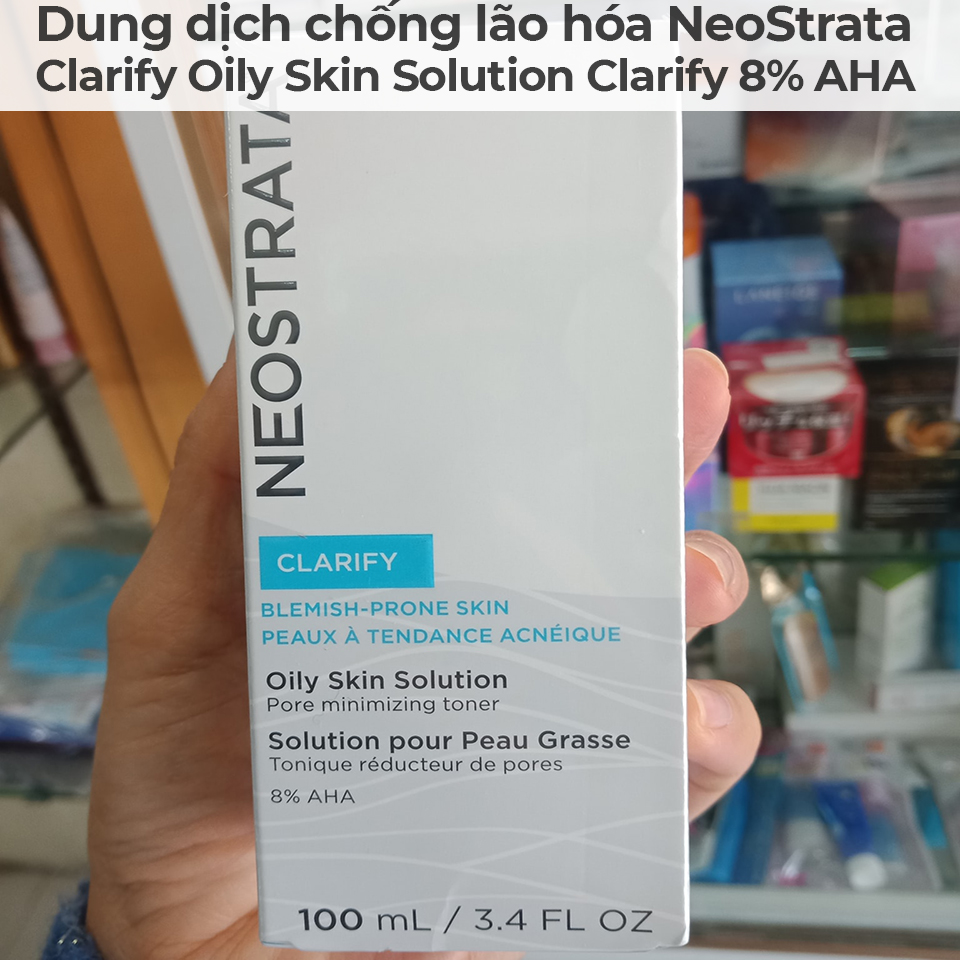 Dung dịch chống lão hóa NeoStrata
Clarify Oily Skin Solution Clarify 8% AHA
NEOSTRATA
CLARIFY
BLEMISH-PRONE SKIN
PEAUX À TENDANCE ACNÉIQUE
Oily Skin Solution
Pore minimizing toner
Solution pour Peau Grasse
Tonique réducteur de pores
8% AHA
100 mL / 3.4 FL OZ
LANEIGE